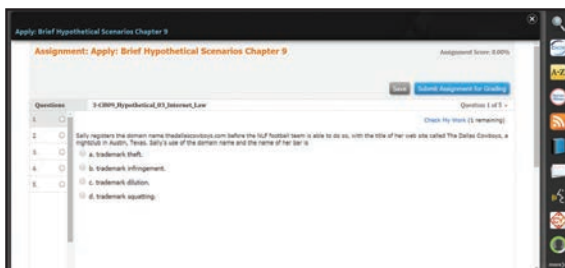 Apply: Brief Hypothetical Scenarios Chapter 9
Assignment: Apply: Brief Hypothetical Scenarios Chapter 9
Assignment Score: 0.00%
Save
Submit Assignment for Grading
Questions
3-CH09_Hypothetical_03_Internet_Law
Question 1 of 5
Check My Work (1 remaining)
1.
2.
3.
4.
5.
Sally registers the domain name thedallascowboys.com before the NLF football team is able to do so, with the title of her web site called The Dallas Cowboys, a
nightclub in Austin, Texas. Sally's use of the domain name and the name of her bar is
a. trademark theft.
b. trademark infringement.
c. trademark dilution.
d. trademark squatting.
A-Z